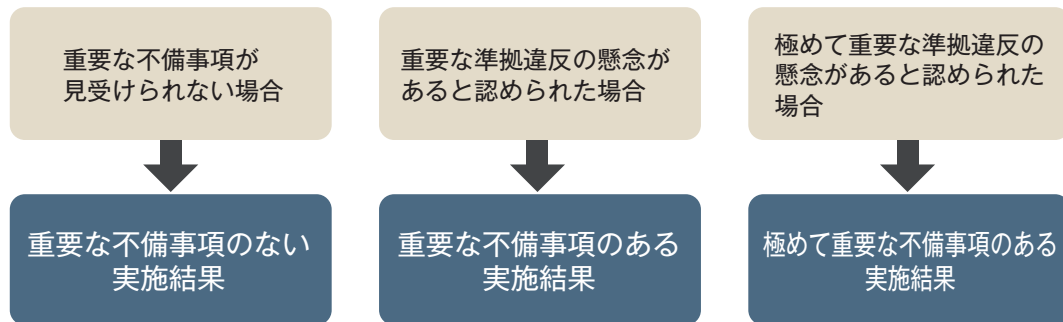 重要な不備事項が
見受けられない場合
重要な準拠違反の懸念が
あると認められた場合
極めて重要な準拠違反の
懸念があると認められた
場合
重要な不備事項のない
実施結果
重要な不備事項のある
実施結果
極めて重要な不備事項のある
実施結果